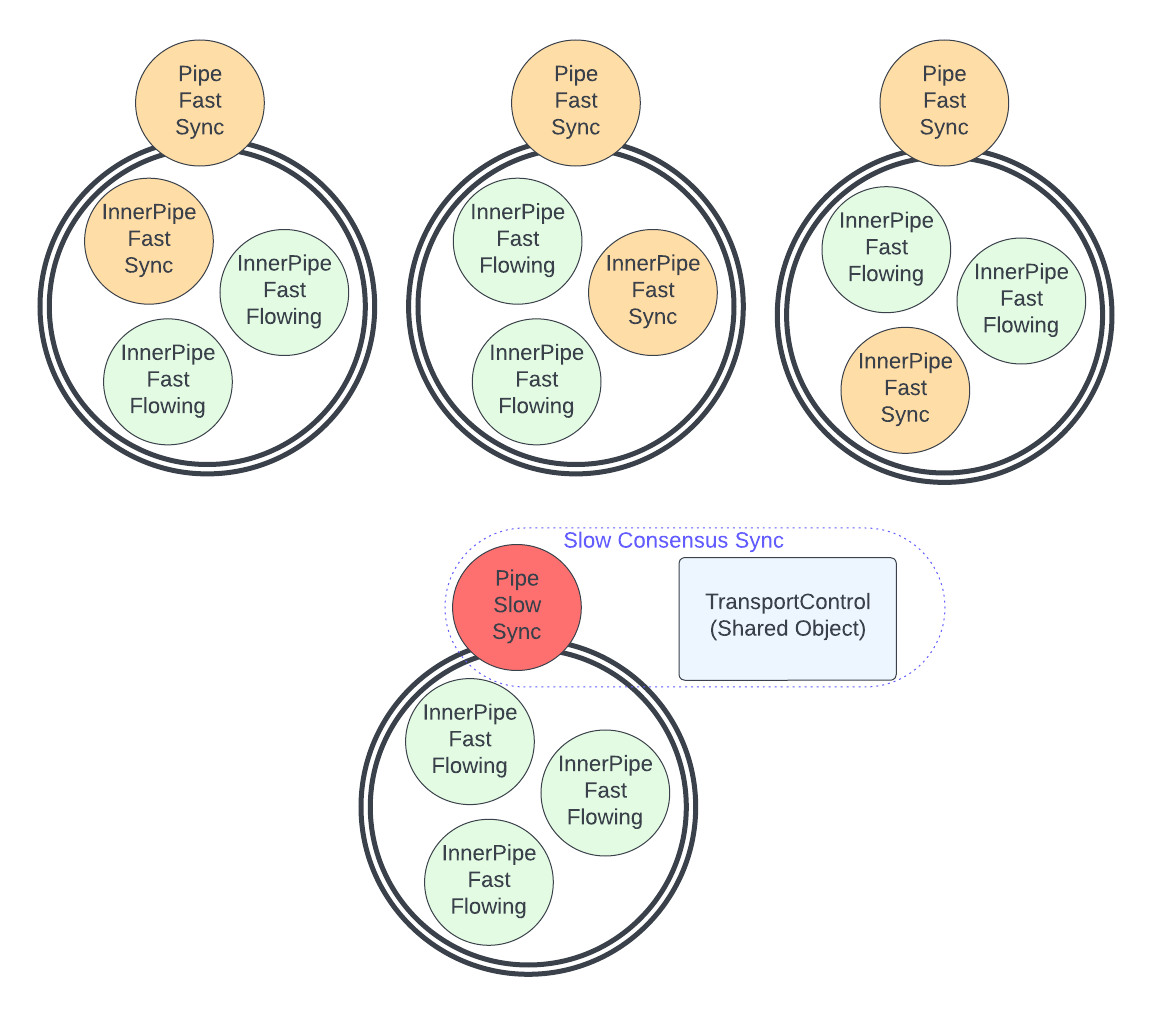 Pipe
Fast
Sync
InnerPipe
Fast
Sync
InnerPipe
Fast
Flowing
InnerPipe
Fast
Flowing
Pipe
Fast
Sync
InnerPipe
Fast
Flowing
InnerPipe
Fast
Sync
InnerPipe
Fast
Flowing
Pipe
Fast
Sync
InnerPipe
Fast
Flowing
InnerPipe
Fast
Flowing
InnerPipe
Fast
Sync
Slow Consensus Sync
Pipe
Slow
Sync
TransportControl
(Shared Object)
InnerPipe
Fast
Flowing
InnerPipe
Fast
Flowing
InnerPipe
Fast
Flowing